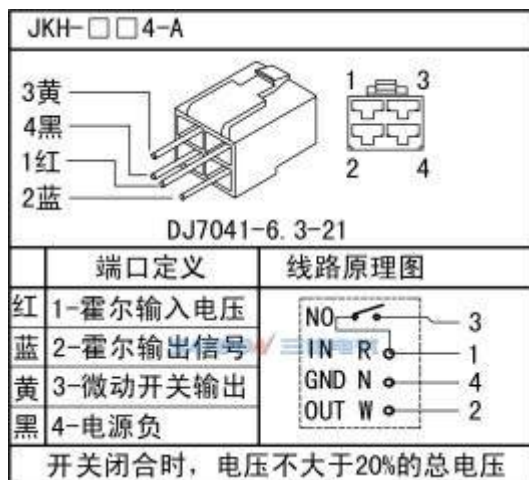 JKH-□□4-A
3黄
4黑
1红
2蓝
1 3
2 4
DJ7041-6.3-21
端口定义 线路原理图
红 1-霍尔输入电压
蓝 2-霍尔输出信号
黄 3-微动开关输出
黑 4-电源负
NO 3
IN R 1
GND N 4
OUT W 2
开关闭合时，电压不大于20%的总电压